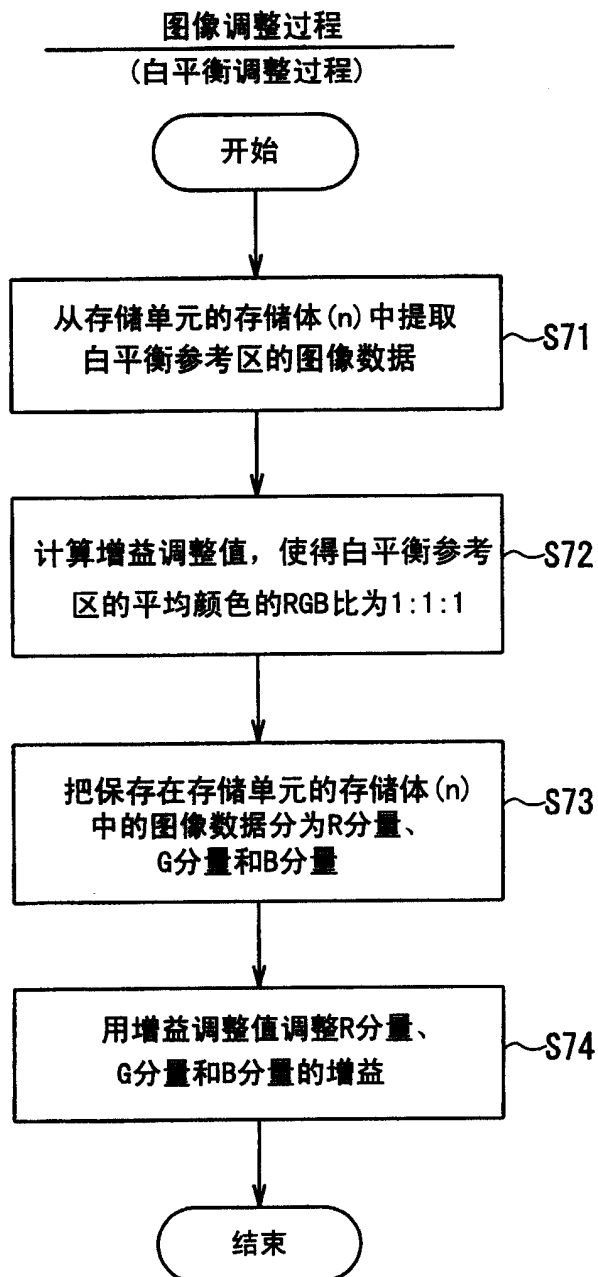 图像调整过程
(白平衡调整过程)
开始
从存储单元的存储体(n)中提取
白平衡参考区的图像数据
S71
计算增益调整值，使得白平衡参考
区的平均颜色的RGB比为1:1:1
S72
把保存在存储单元的存储体(n)
中的图像数据分为R分量、
G分量和B分量
S73
用增益调整值调整R分量、
G分量和B分量的增益
S74
结束